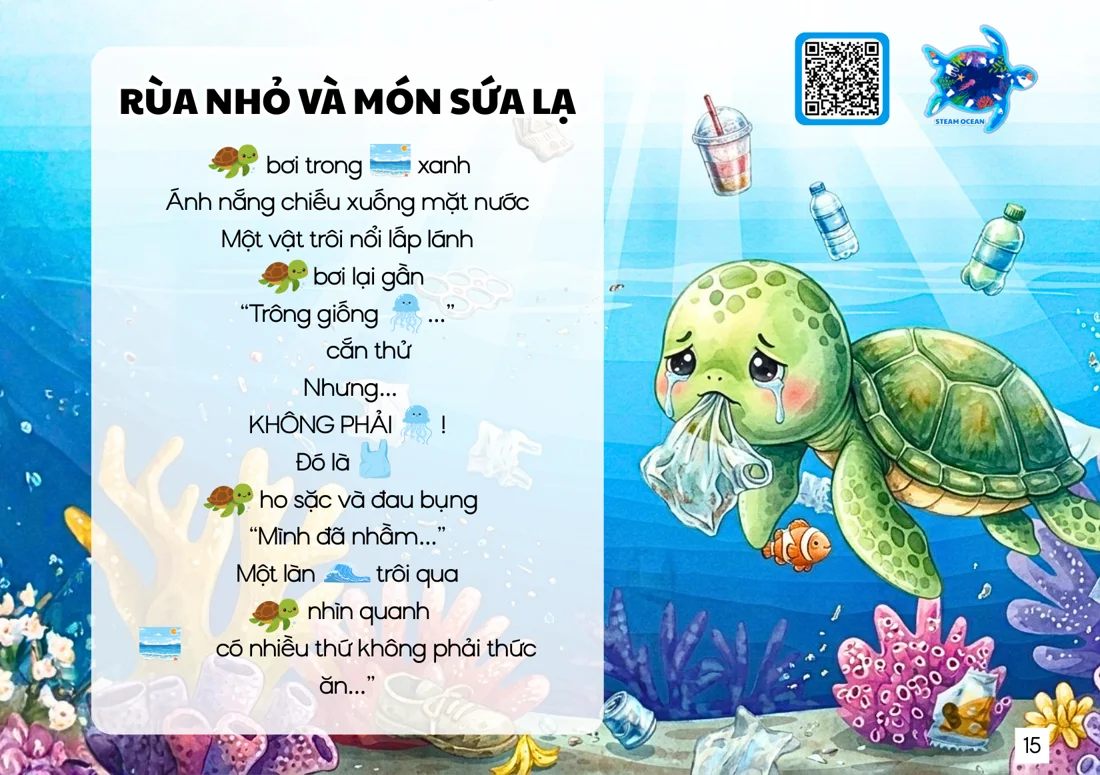 RÙA NHỎ VÀ MÓN SỨA LẠ
STEAM OCEAN
bơi trong xanh
Ánh nắng chiếu xuống mặt nước
Một vật trôi nổi lấp lánh
bơi lại gần
“Trông giống ...”
cắn thử
Nhưng...
KHÔNG PHẢI !
Đó là
ho sặc và đau bụng
“Mình đã nhầm...”
Một làn trôi qua
nhìn quanh
có nhiều thứ không phải thức
ăn...”
15